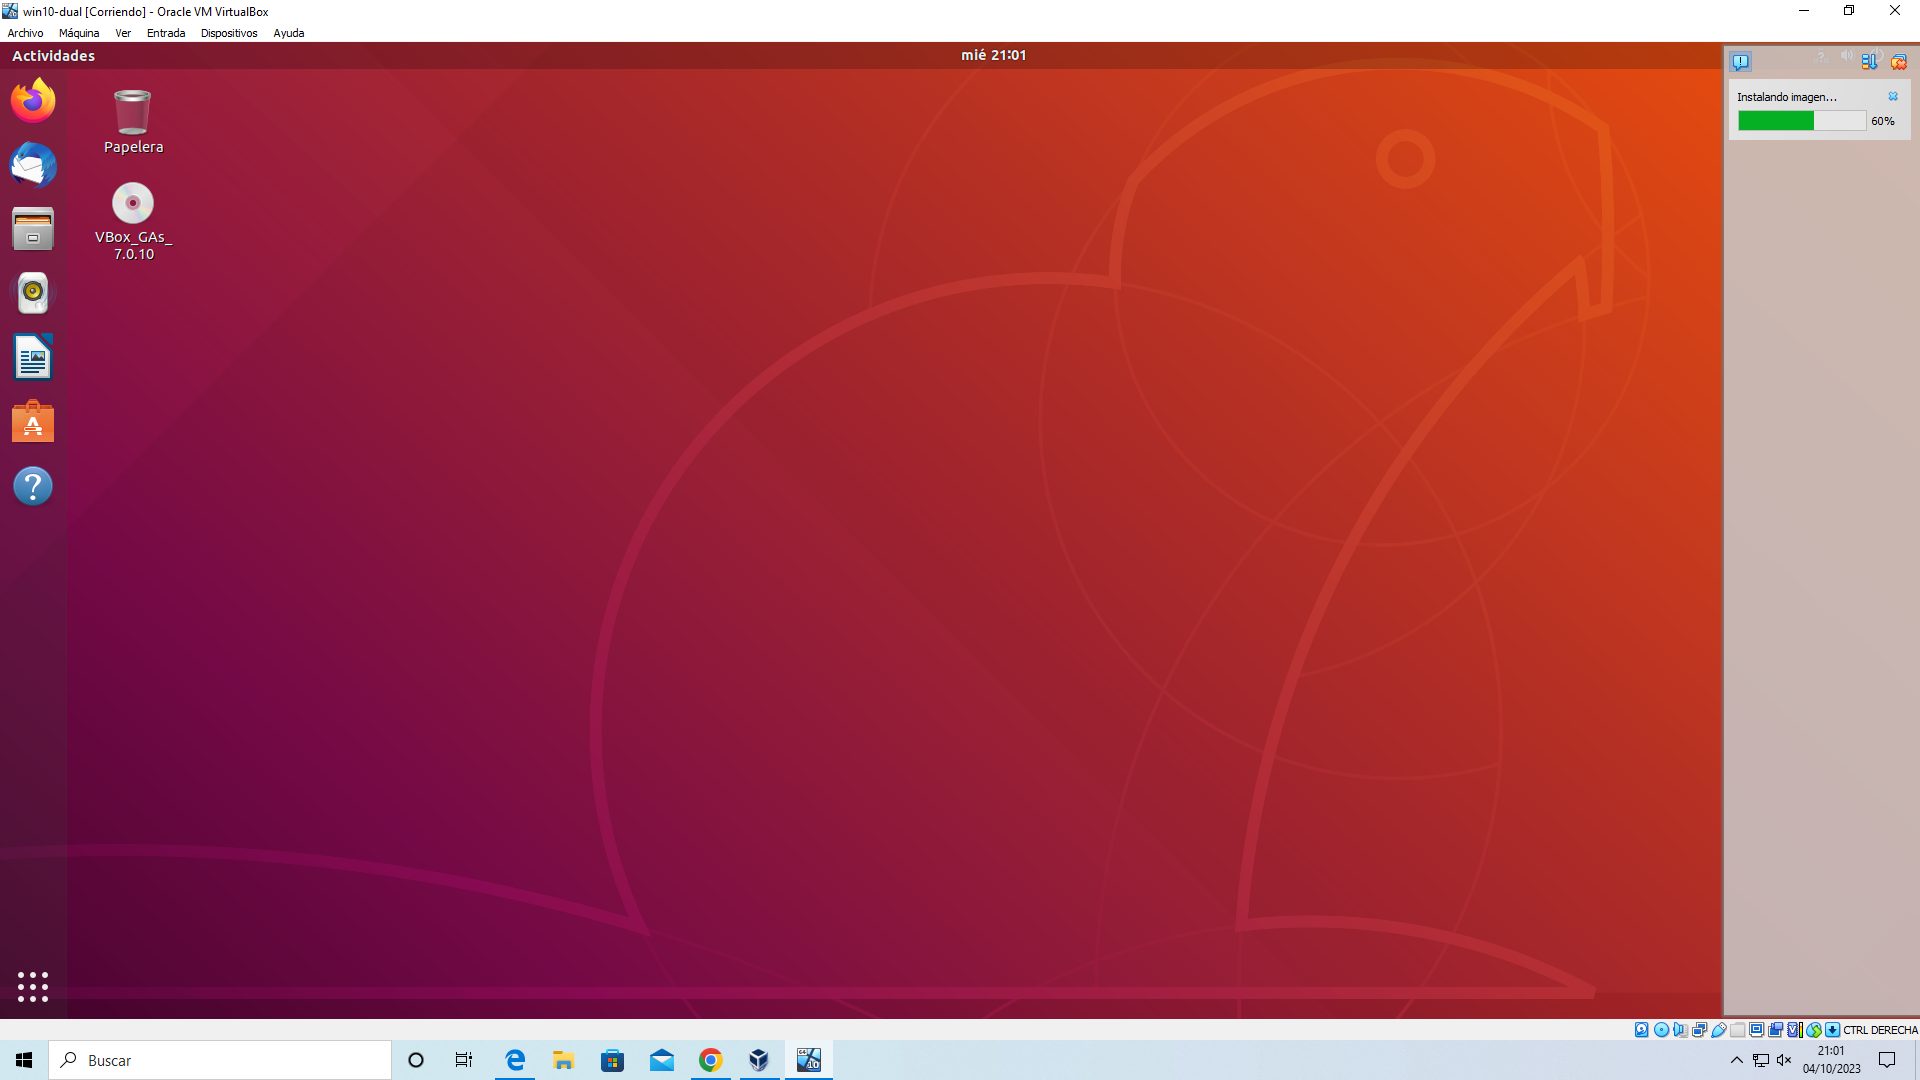 win10-dual [Corriendo] - Oracle VM VirtualBox
Archivo Máquina Ver Entrada Dispositivos Ayuda
Actividades
mié 21:01
Papelera
VBox_GAs_
7.0.10
Instalando imagen...
60%
CTRL DERECHA
Buscar
21:01
04/10/2023